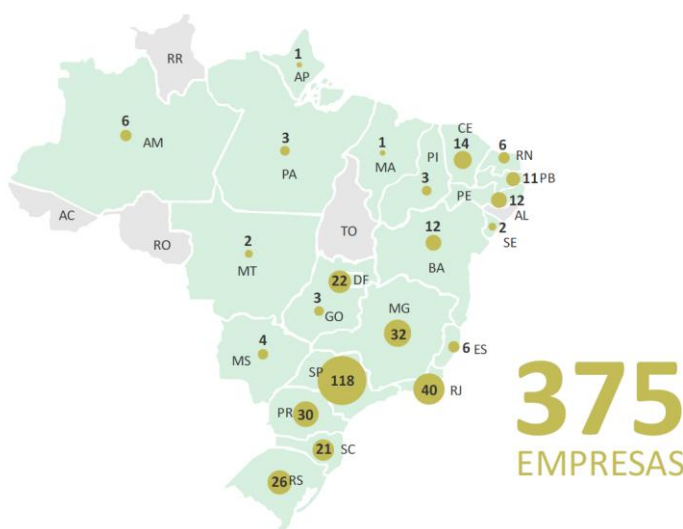 RR
1
AP
6
AM
3
PA
1
MA
PI
3
CE
14
6
RN
11 PB
PE
12
AL
2
SE
AC
RO
TO
2
MT
12
BA
22 DF
3
GO
MG
32
4
MS
6 ES
SP
118
40 RJ
PR 30
21 SC
26 RS
375
EMPRESAS